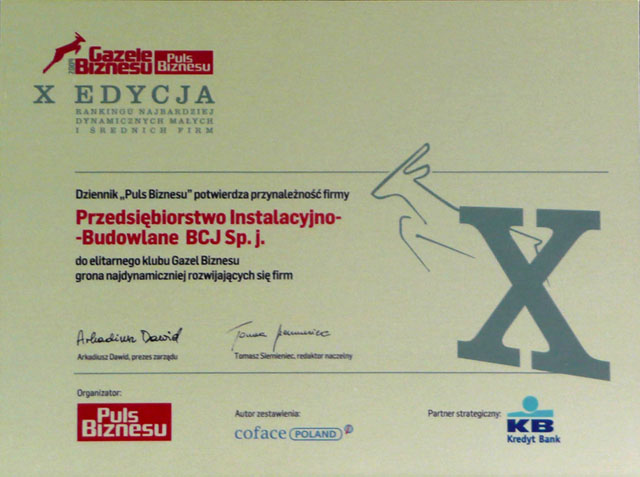 Gazele
Biznesu
2009
Puls
Biznesu
X EDYCJA
RANKINGU NAJBARDZIEJ
DYNAMICZNYCH MAŁYCH
I ŚREDNICH FIRM
Dziennik „Puls Biznesu” potwierdza przynależność firmy
Przedsiębiorstwo Instalacyjno-
-Budowlane BCJ Sp. j.
do elitarnego klubu Gazel Biznesu
grona najdynamiczniej rozwijających się firm
X
Arkadiusz Dawid
Arkadiusz Dawid, prezes zarządu
Tomasz Siemieniec, redaktor naczelny
Organizator:
Puls
Biznesu
Autor zestawienia:
coface POLAND
Partner strategiczny:
KB
Kredyt Bank